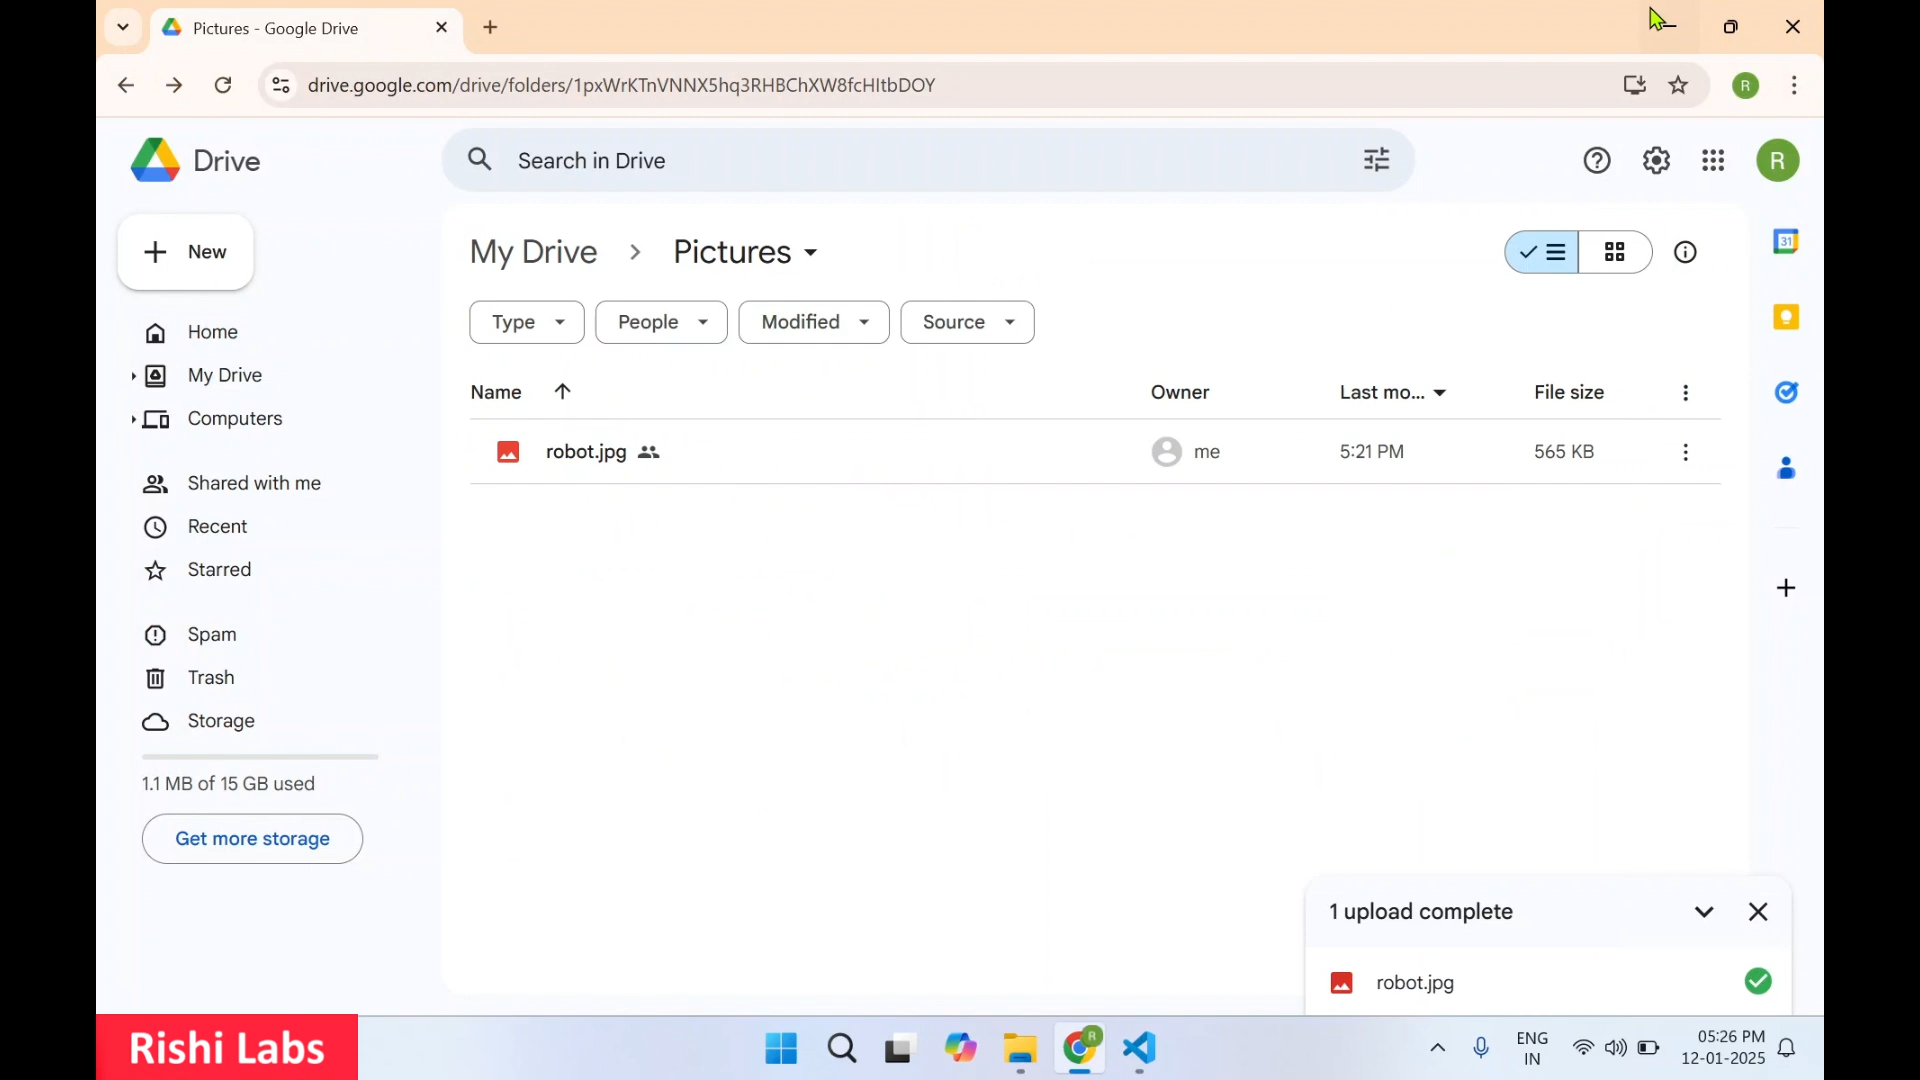 Pictures - Google Drive
drive.google.com/drive/folders/1pxWrKTnVNNX5hq3RHBChXW8fcHItbDOY
R
Drive
Search in Drive
R
New
My Drive
Pictures
31
Type
People
Modified
Source
Home
My Drive
Computers
Shared with me
Recent
Starred
Spam
Trash
Storage
1.1 MB of 15 GB used
Get more storage
Name
Owner
Last mo...
File size
robot.jpg
me
5:21 PM
565 KB
1 upload complete
robot.jpg
Rishi Labs
R
ENG
IN
05:26 PM
12-01-2025